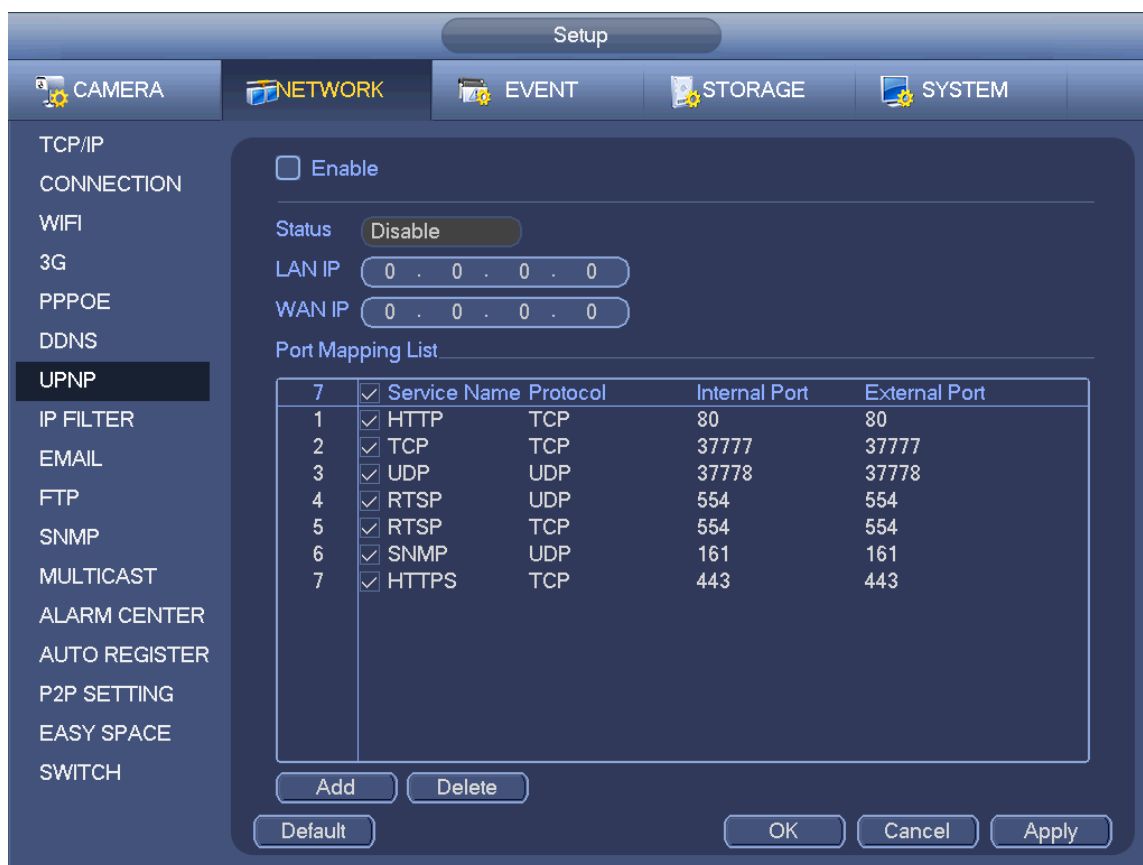 Setup
CAMERA NETWORK EVENT STORAGE SYSTEM
TCP/IP
CONNECTION
WIFI
3G
PPPOE
DDNS
UPNP
IP FILTER
EMAIL
FTP
SNMP
MULTICAST
ALARM CENTER
AUTO REGISTER
P2P SETTING
EASY SPACE
SWITCH
Enable
Status Disable
LAN IP 0 . 0 . 0 . 0
WAN IP 0 . 0 . 0 . 0
Port Mapping List
7 Service Name Protocol Internal Port External Port
1 HTTP TCP 80 80
2 TCP TCP 37777 37777
3 UDP UDP 37778 37778
4 RTSP UDP 554 554
5 RTSP TCP 554 554
6 SNMP UDP 161 161
7 HTTPS TCP 443 443
Add Delete
Default OK Cancel Apply